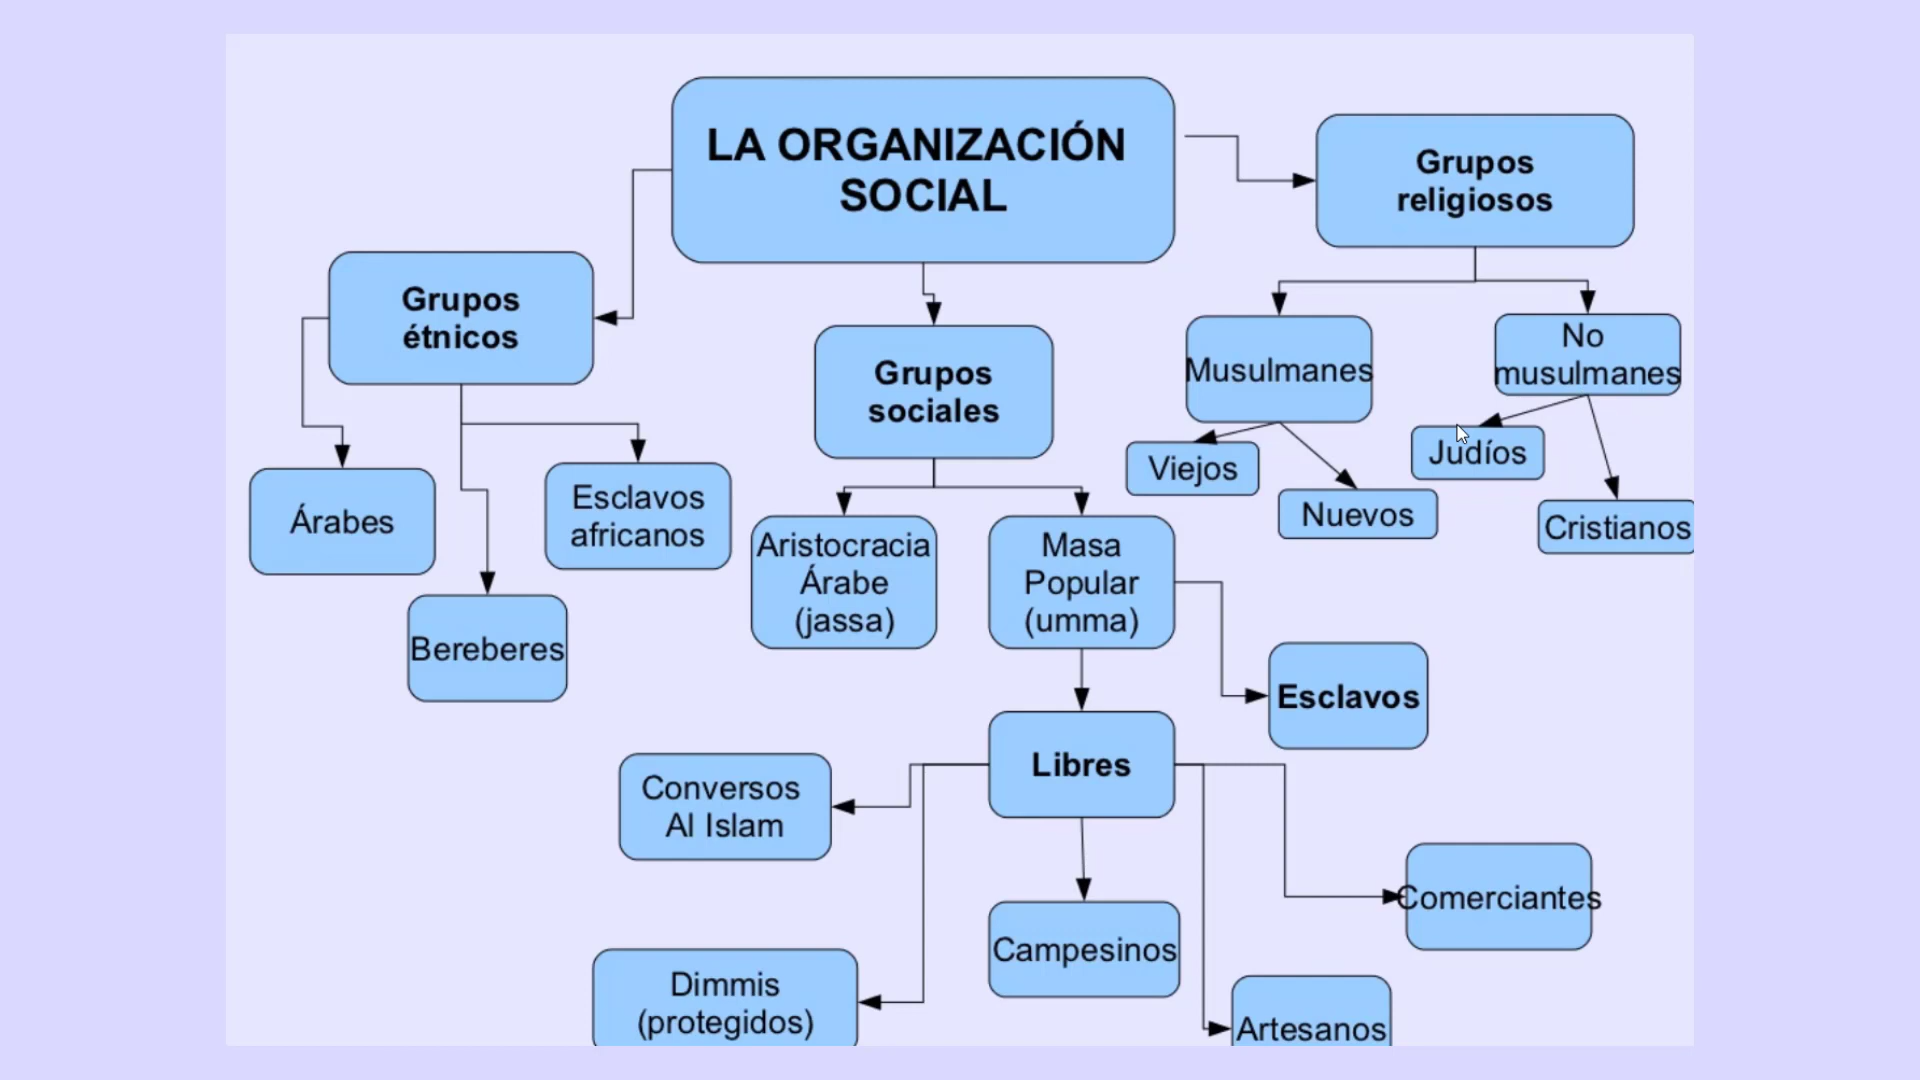 LA ORGANIZACIÓN
SOCIAL
Grupos
religiosos
Grupos
étnicos
Grupos
sociales
Musulmanes
No
musulmanes
Viejos
Nuevos
Judíos
Cristianos
Árabes
Esclavos
africanos
Bereberes
Aristocracia
Árabe
(jassa)
Masa
Popular
(umma)
Esclavos
Libres
Conversos
Al Islam
Comerciantes
Campesinos
Dimmis
(protegidos)
Artesanos